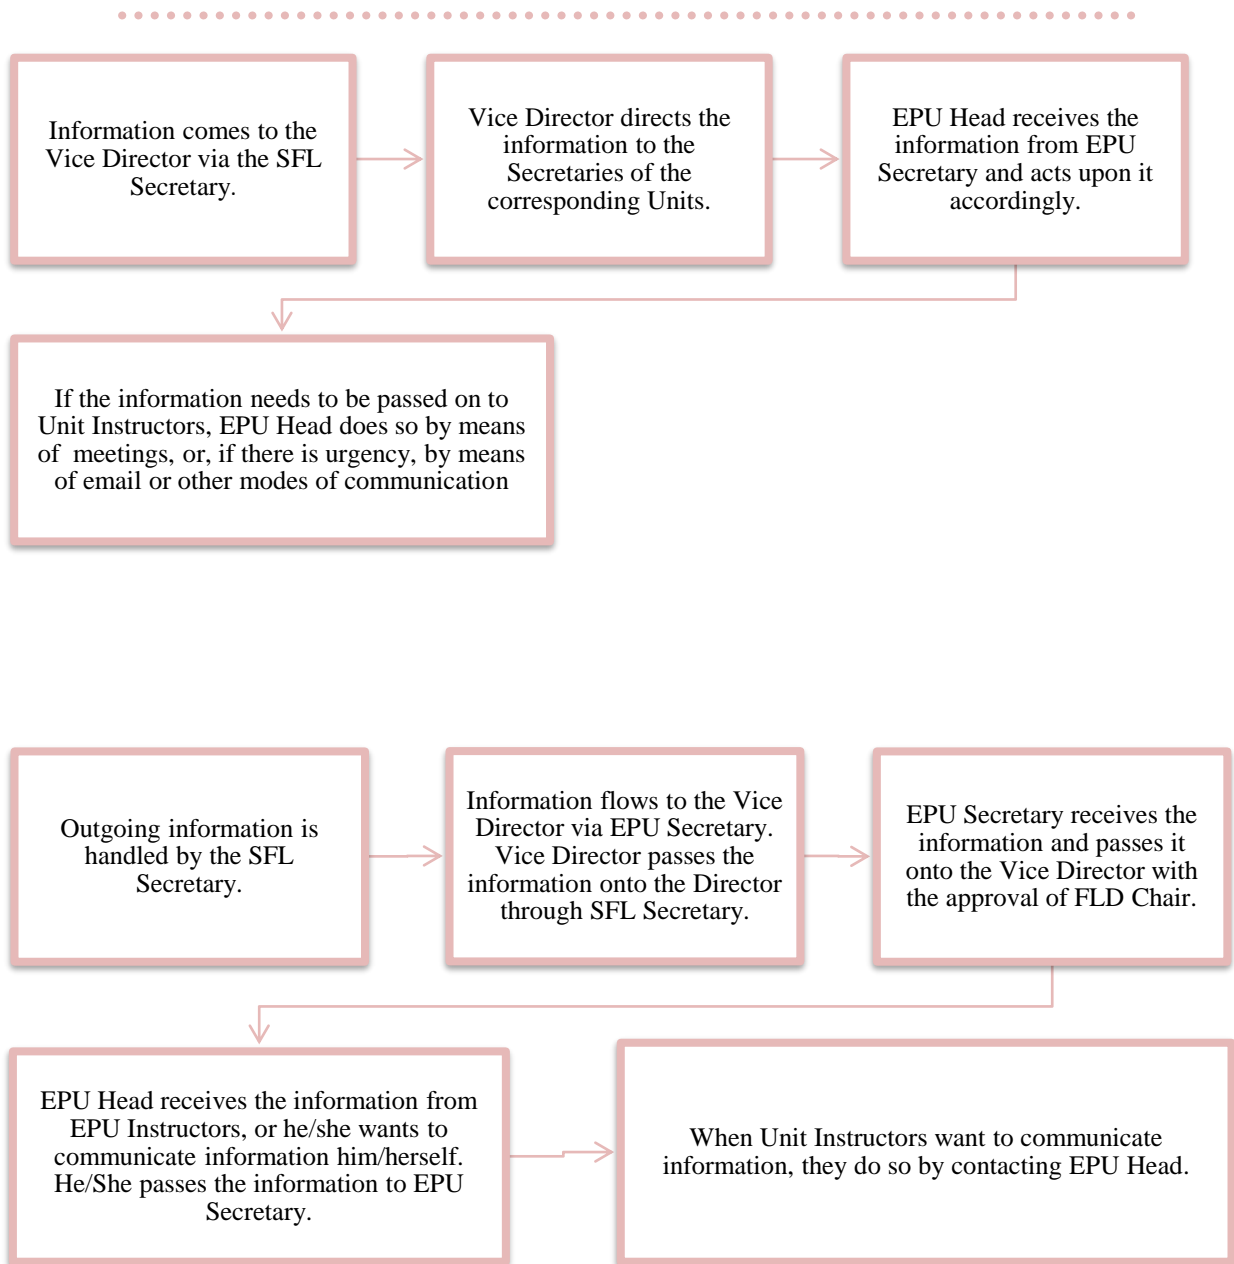 Information comes to the
Vice Director via the SFL
Secretary.
Vice Director directs the
information to the
Secretaries of the
corresponding Units.
EPU Head receives the
information from EPU
Secretary and acts upon it
accordingly.
If the information needs to be passed on to
Unit Instructors, EPU Head does so by means
of  meetings, or, if there is urgency, by means
of email or other modes of communication
Outgoing information is
handled by the SFL
Secretary.
Information flows to the Vice
Director via EPU Secretary.
Vice Director passes the
information onto the Director
through SFL Secretary.
EPU Secretary receives the
information and passes it
onto the Vice Director with
the approval of FLD Chair.
EPU Head receives the information from
EPU Instructors, or he/she wants to
communicate information him/herself.
He/She passes the information to EPU
Secretary.
When Unit Instructors want to communicate
information, they do so by contacting EPU Head.